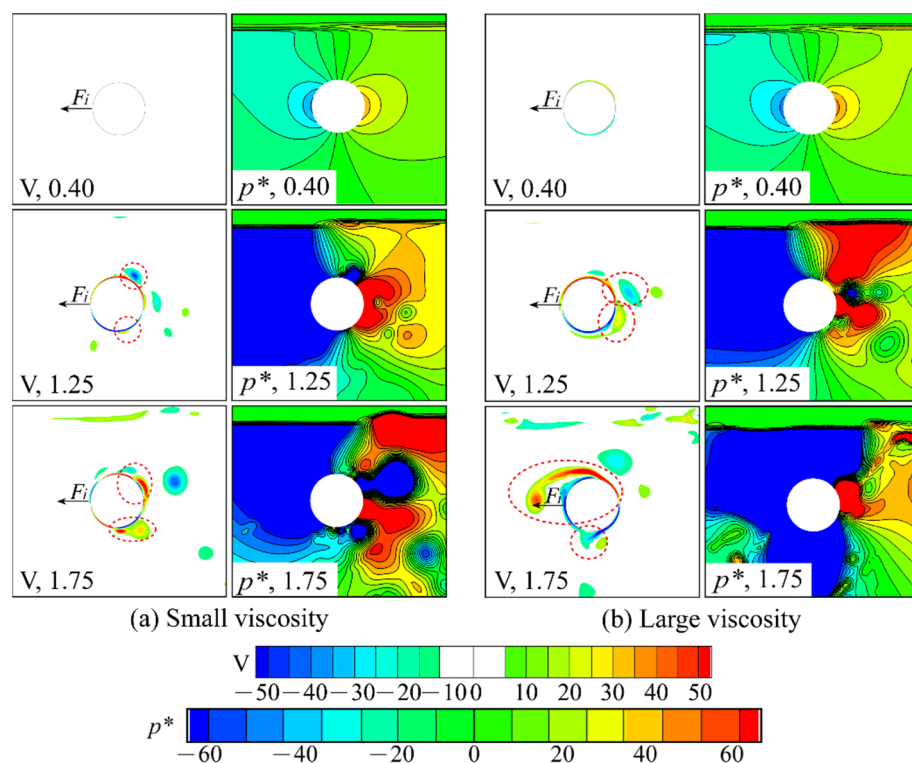 Fi
V, 0.40
p*, 0.40
Fi
V, 0.40
p*, 0.40
Fi
V, 1.25
p*, 1.25
Fi
V, 1.25
p*, 1.25
Fi
V, 1.75
p*, 1.75
Fi
V, 1.75
p*, 1.75
(a) Small viscosity
(b) Large viscosity
V
−50 −40 −30 −20 −10 0 0 10 20 30 40 50
p*
−60 −40 −20 0 20 40 60